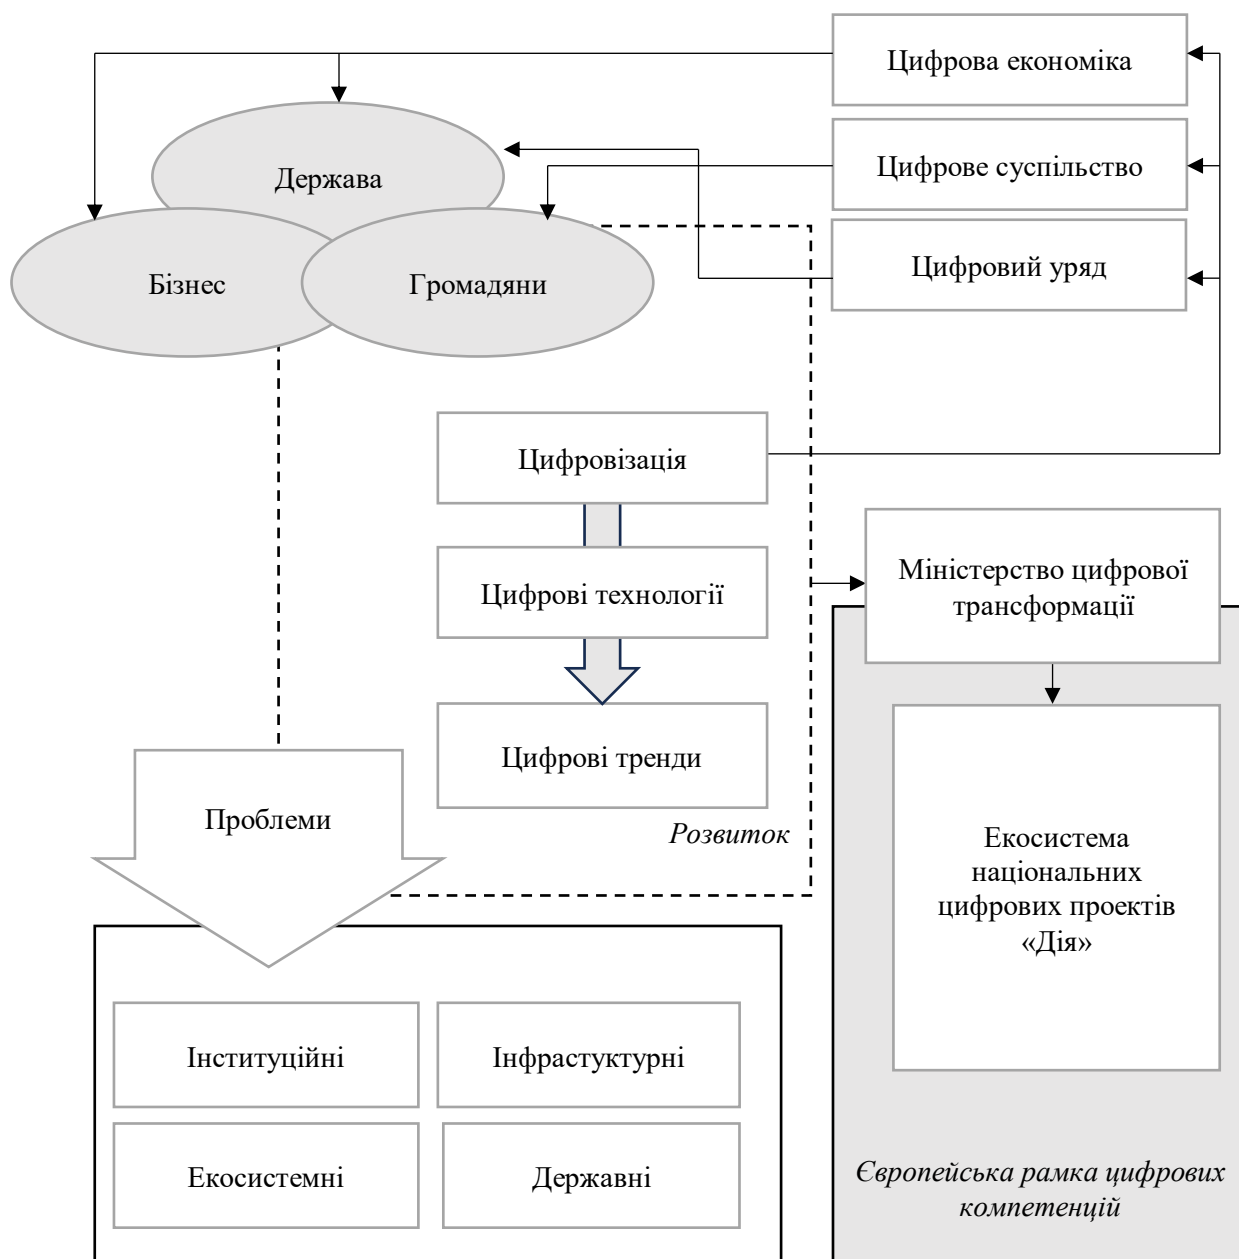 Цифрова економіка
Цифрове суспільство
Держава
Цифровий уряд
Бізнес
Громадяни
Цифровізація
Міністерство цифрової
трансформації
Цифрові технології
Цифрові тренди
Проблеми
Розвиток
Екосистема
національних
цифрових проектів
«Дія»
Інституційні
Інфрастуктурні
Екосистемні
Державні
Європейська рамка цифрових
компетенцій